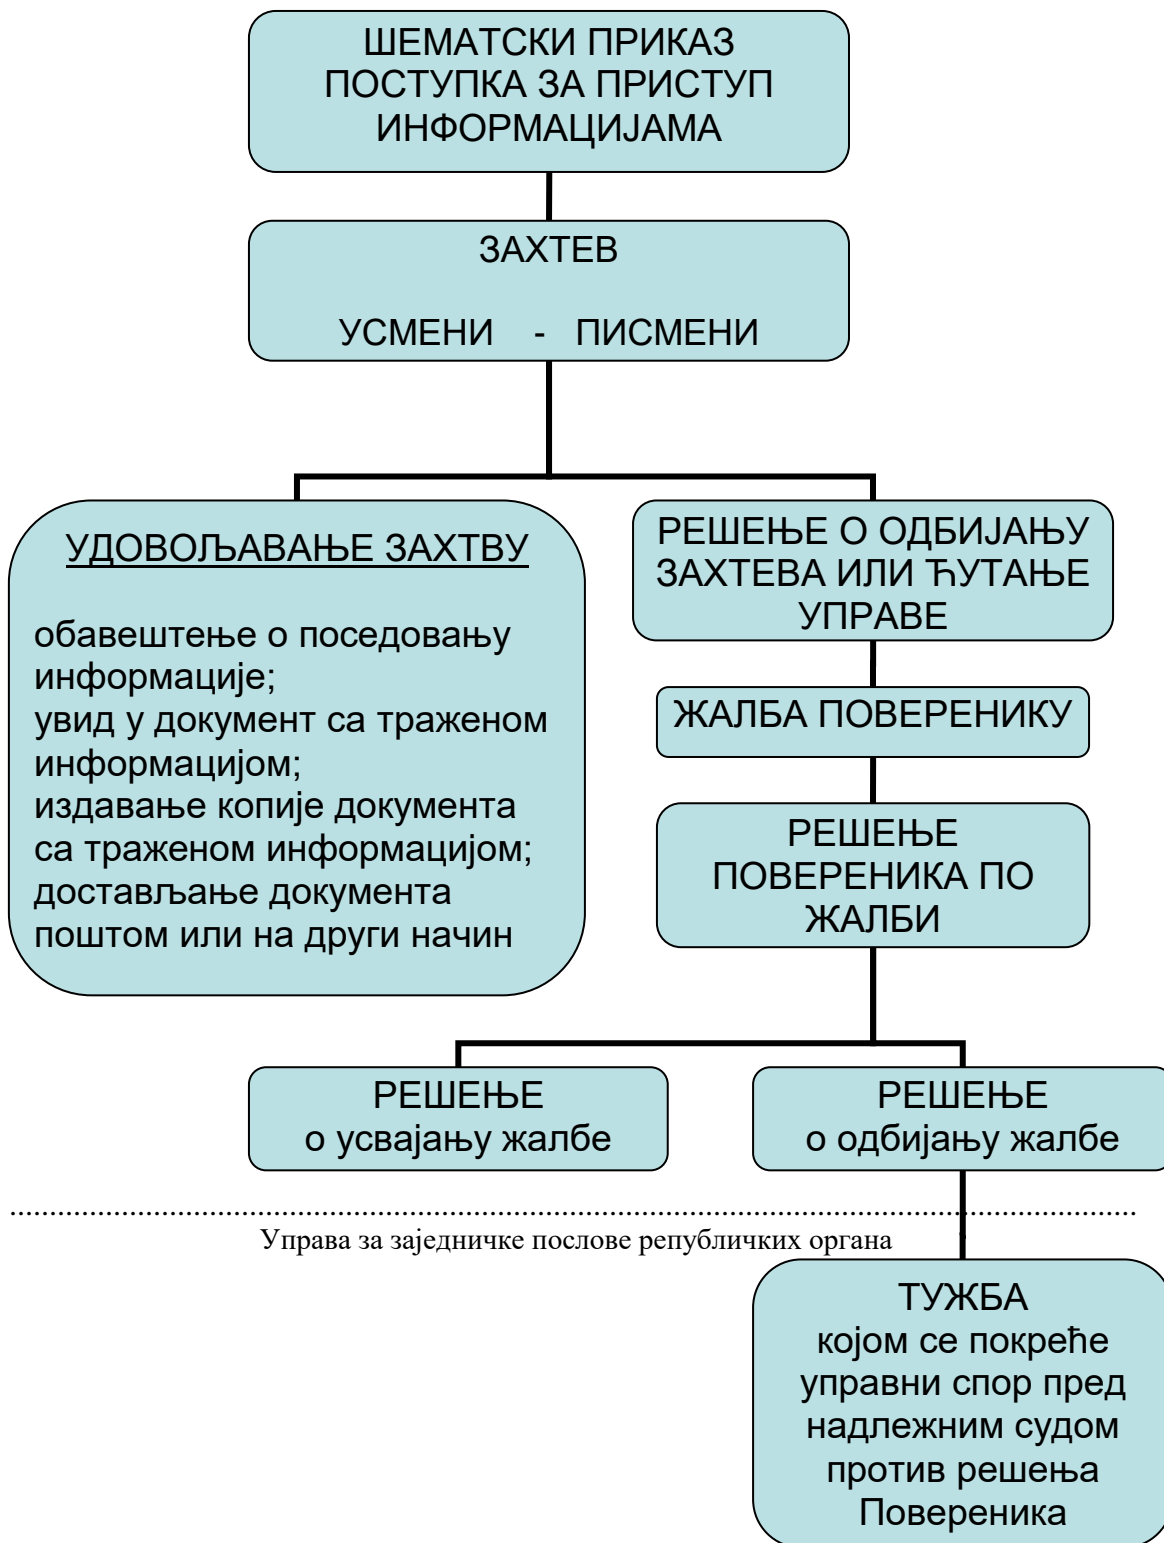 ШЕМАТСКИ ПРИКАЗ
ПОСТУПКА ЗА ПРИСТУП
ИНФОРМАЦИЈАМА
ЗАХТЕВ
УСМЕНИ - ПИСМЕНИ
УДОВОЉАВАЊЕ ЗАХТВУ
обавештење о поседовању
информације;
увид у документ са траженом
информацијом;
издавање копије документа
са траженом информацијом;
достављање документа
поштом или на други начин
РЕШЕЊЕ О ОДБИЈАЊУ
ЗАХТЕВА ИЛИ ЋУТАЊЕ
УПРАВЕ
ЖАЛБА ПОВЕРЕНИКУ
РЕШЕЊЕ
ПОВЕРЕНИКА ПО
ЖАЛБИ
РЕШЕЊЕ
о усвајању жалбе
РЕШЕЊЕ
о одбијању жалбе
Управа за заједничке послове републичких органа
ТУЖБА
којом се покреће
управни спор пред
надлежним судом
против решења
Повереника